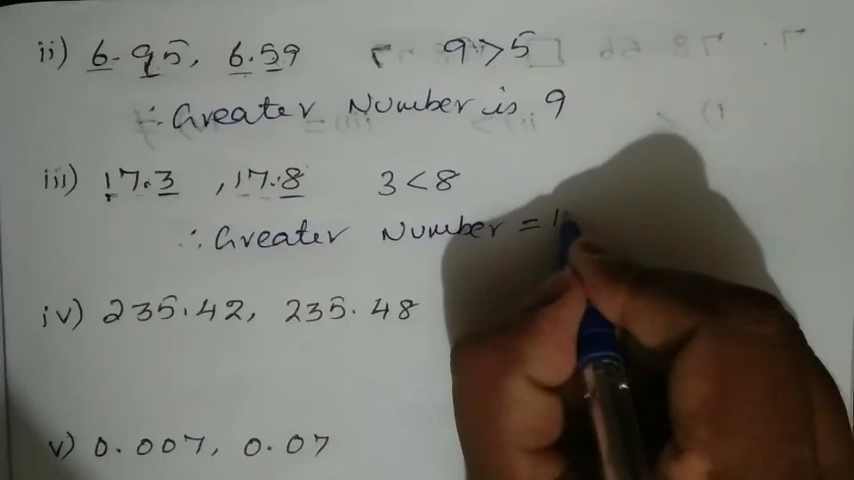 ii) 6.95, 6.59 9>5
∴ Greater Number is 9
iii) 17.3 , 17.8 3<8
∴ Greater Number = 1
iv) 235.42, 235.48
v) 0.007, 0.07